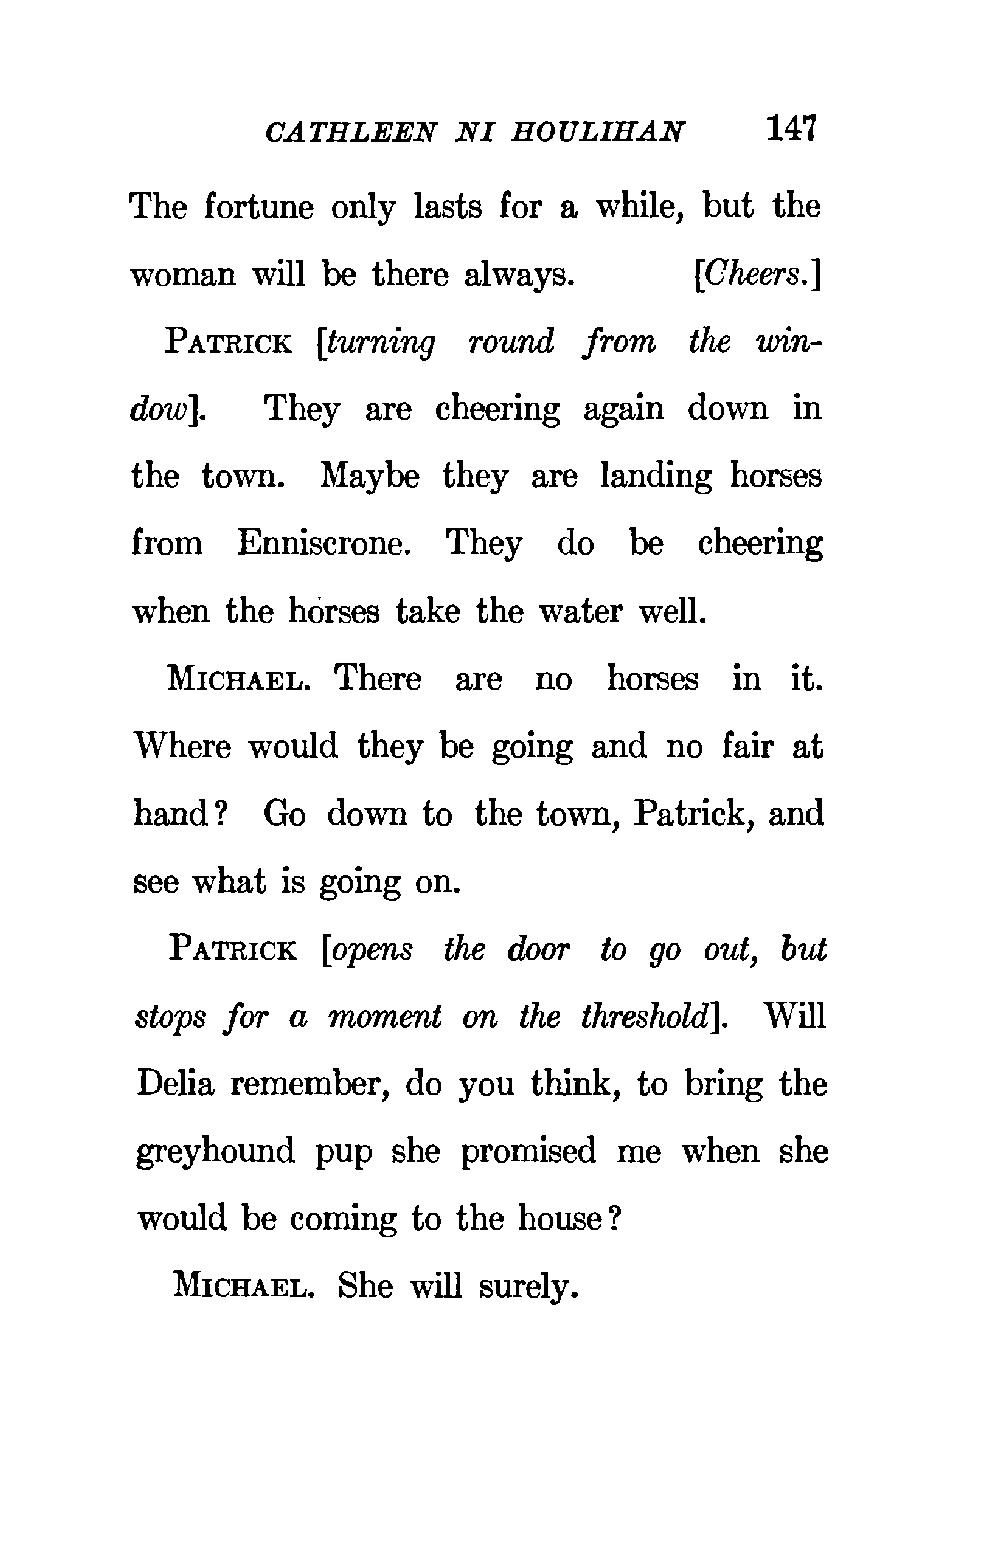 CATHLEEN NI HOULIHAN 147
The fortune only lasts for a while, but the
woman will be there always. [Cheers.]
PATRICK [turning round from the win-
dow]. They are cheering again down in
the town. Maybe they are landing horses
from Enniscrone. They do be cheering
when the horses take the water well.
MICHAEL. There are no horses in it.
Where would they be going and no fair at
hand? Go down to the town, Patrick, and
see what is going on.
PATRICK [opens the door to go out, but
stops for a moment on the threshold]. Will
Delia remember, do you think, to bring the
greyhound pup she promised me when she
would be coming to the house?
MICHAEL. She will surely.